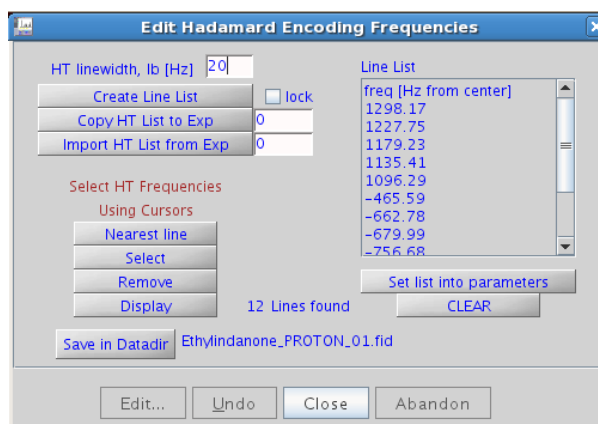 Edit Hadamard Encoding Frequencies
HT linewidth, lb [Hz] 20
Create Line List lock
Copy HT List to Exp 0
Import HT List from Exp 0
Select HT Frequencies
Using Cursors
Nearest line
Select
Remove
Display
Line List
freq [Hz from center]
1298.17
1227.75
1179.23
1135.41
1096.29
-465.59
-662.78
-679.99
-756.68
Set list into parameters
12 Lines found CLEAR
Save in Datadir Ethylindanone_PROTON_01.fid
Edit... Undo Close Abandon